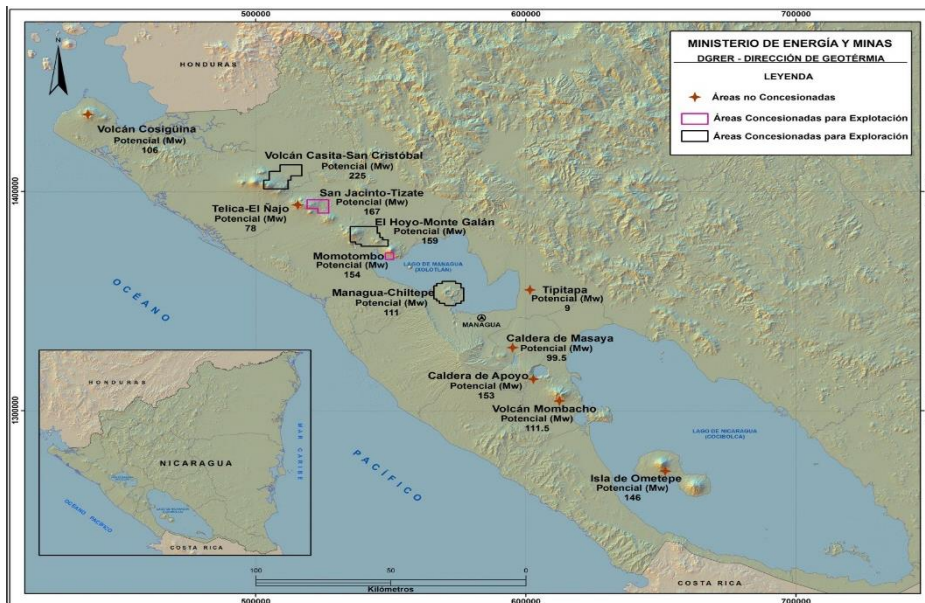 500000
600000
700000
MINISTERIO DE ENERGÍA Y MINAS
DGRER - DIRECCIÓN DE GEOTÉRMIA
LEYENDA
Áreas no Concesionadas
Áreas Concesionadas para Explotación
Áreas Concesionadas para Exploración
N
HONDURAS
Volcán Cosigüina
Potencial (Mw)
106
Volcán Casita-San Cristóbal
Potencial (Mw)
225
1400000
1400000
San Jacinto-Tizate
Potencial (Mw)
167
Telica-El Ñajo
Potencial (Mw)
78
El Hoyo-Monte Galán
Potencial (Mw)
159
Momotombo
Potencial (Mw)
154
LAGO DE MANAGUA
(XOLOTLÁN)
Managua-Chiltepe
Potencial (Mw)
111
Tipitapa
Potencial (Mw)
9
MANAGUA
Caldera de Masaya
Potencial (Mw)
99.5
Caldera de Apoyo
Potencial (Mw)
153
Volcán Mombacho
Potencial (Mw)
111.5
1300000
1300000
LAGO DE NICARAGUA
(COCIBOLCA)
Isla de Ometepe
Potencial (Mw)
146
OCÉANO
PACÍFICO
HONDURAS
NICARAGUA
MAR CARIBE
OCÉANO PACÍFICO
COSTA RICA
COSTA RICA
100
50
0
Kilómetros
500000
600000
700000